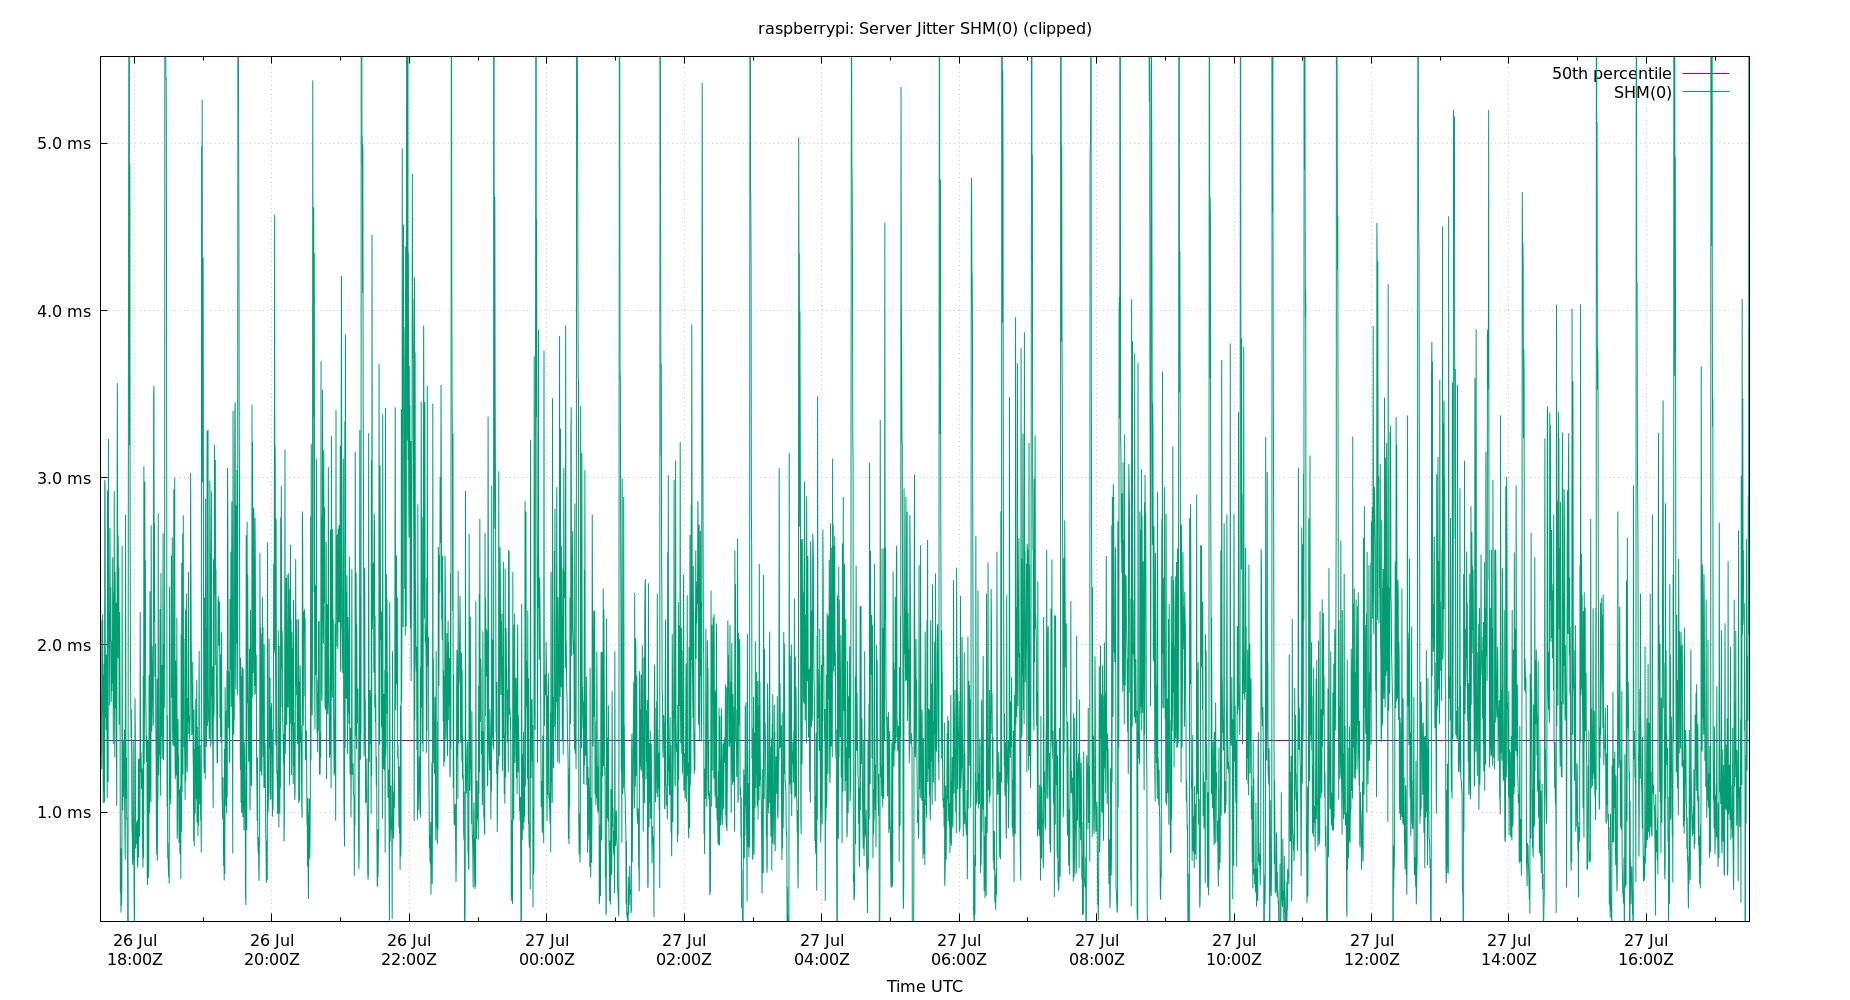 raspberrypi: Server Jitter SHM(0) (clipped)
50th percentile
SHM(0)
5.0 ms
4.0 ms
3.0 ms
2.0 ms
1.0 ms
26 Jul 26 Jul 26 Jul 27 Jul 27 Jul 27 Jul 27 Jul 27 Jul 27 Jul 27 Jul 27 Jul 27 Jul
18:00Z 20:00Z 22:00Z 00:00Z 02:00Z 04:00Z 06:00Z 08:00Z 10:00Z 12:00Z 14:00Z 16:00Z
Time UTC